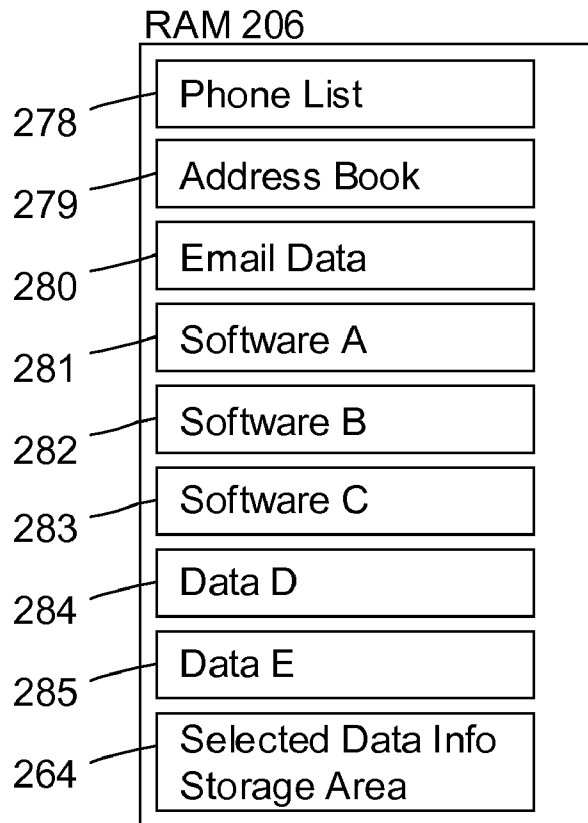 RAM 206
278 Phone List
279 Address Book
280 Email Data
281 Software A
282 Software B
283 Software C
284 Data D
285 Data E
264 Selected Data Info
Storage Area